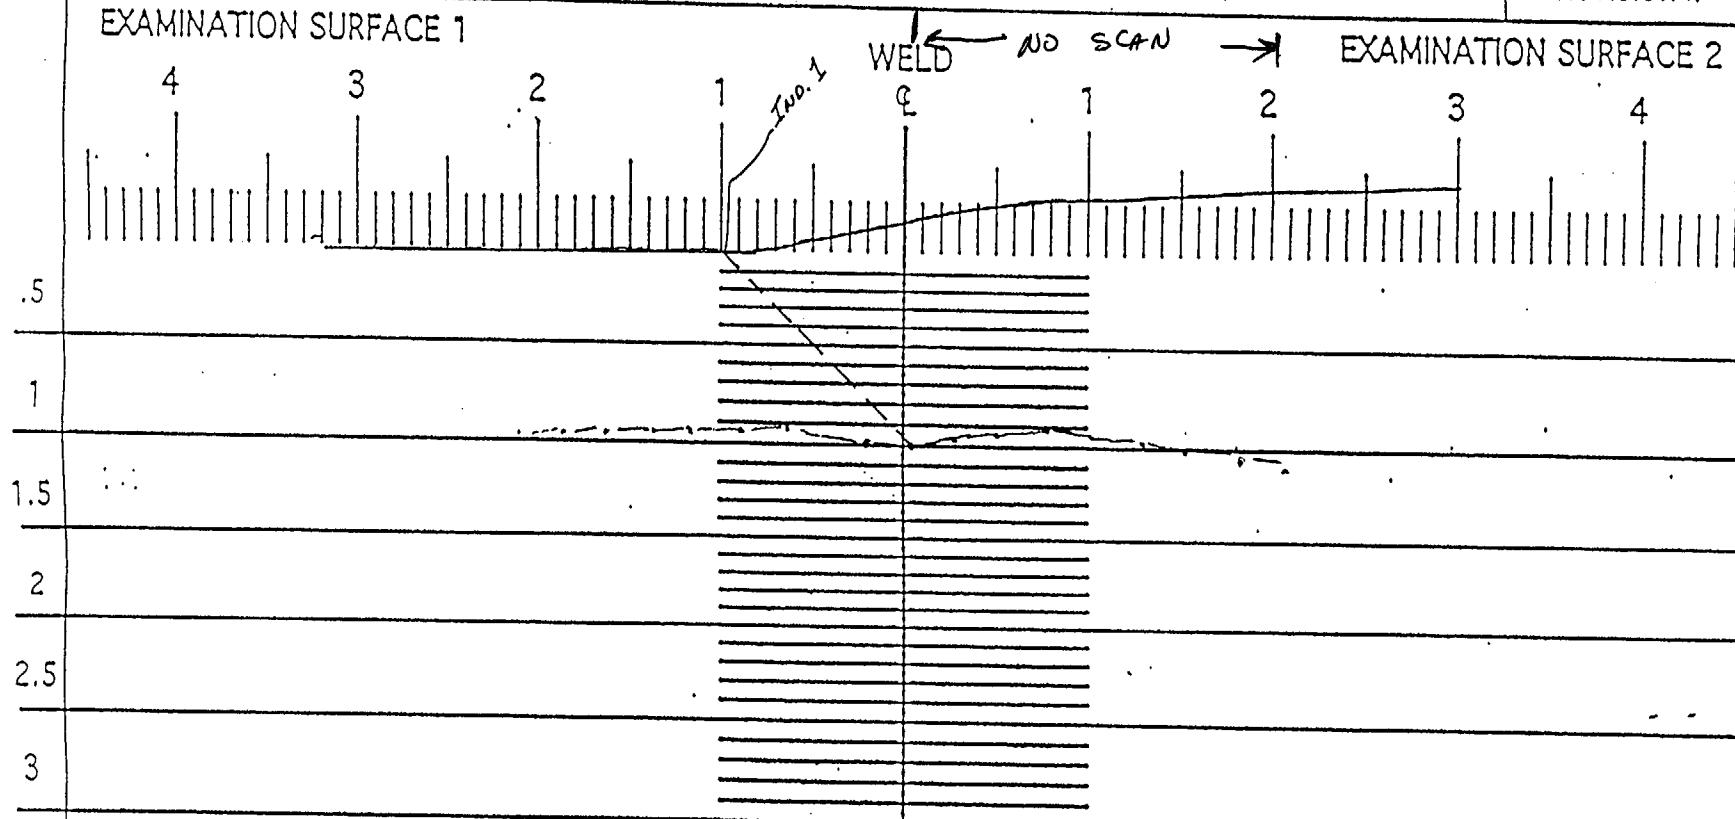 EXAMINATION SURFACE 1
WELD
NO SCAN
EXAMINATION SURFACE 2
4 3 2 1 ℄ 1 2 3 4
IND. 1
.5
1
1.5
2
2.5
3